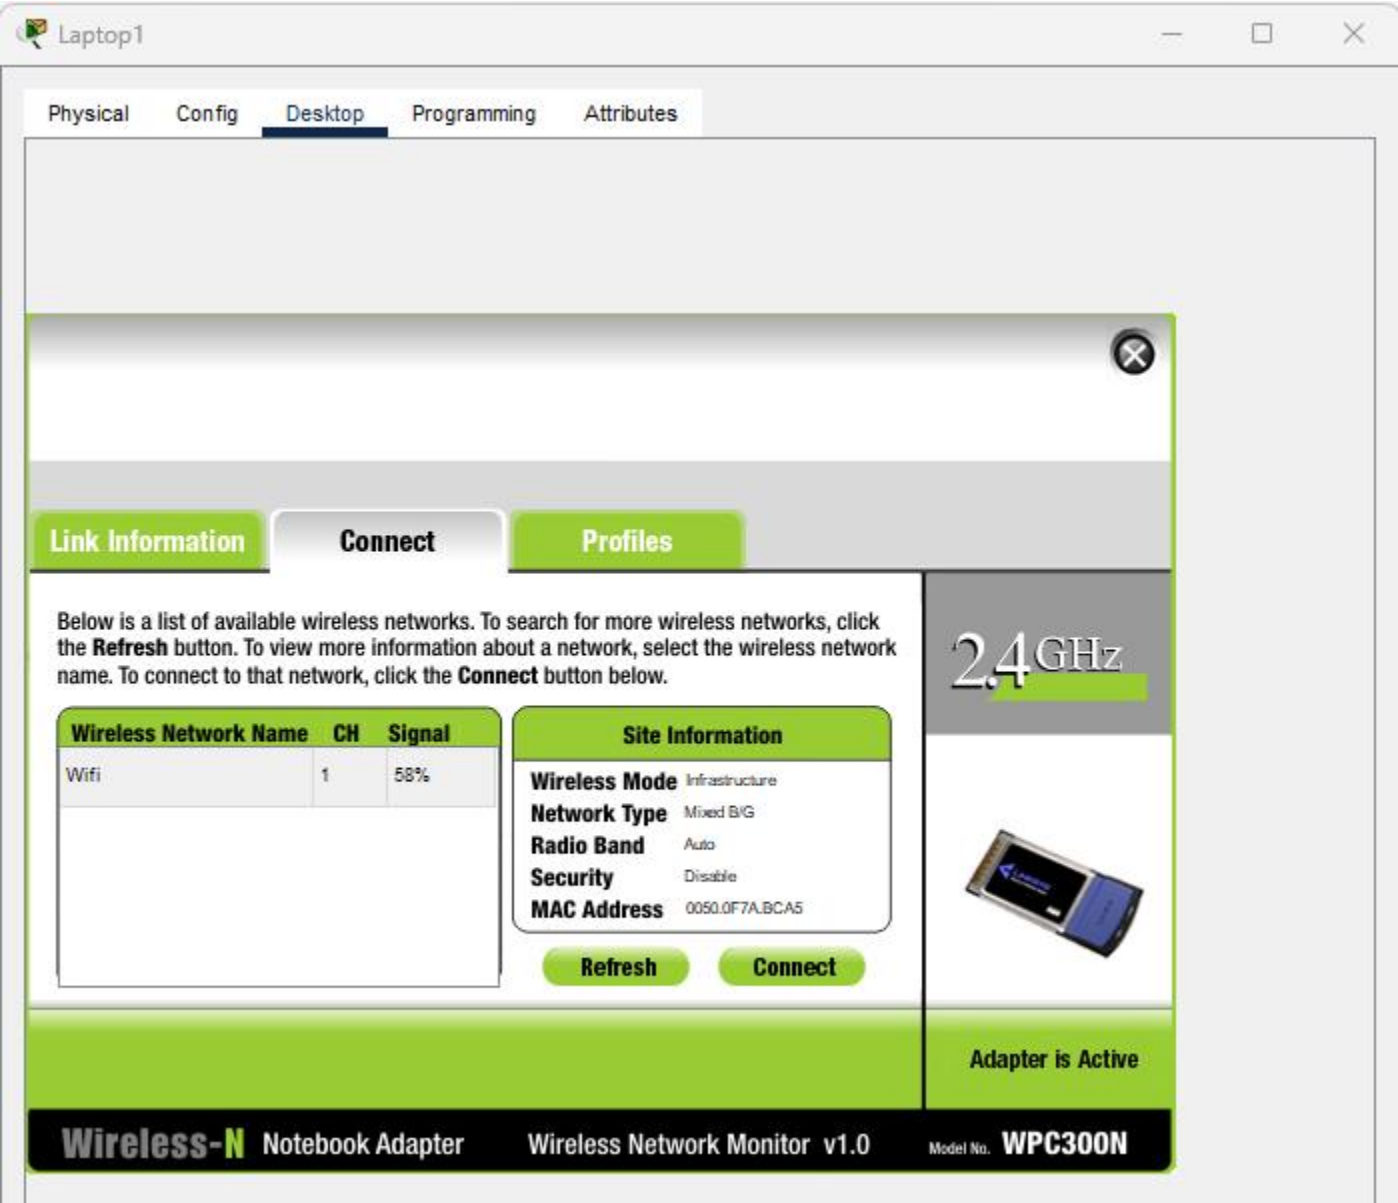 Laptop1
Physical Config Desktop Programming Attributes
Link Information Connect Profiles
Below is a list of available wireless networks. To search for more wireless networks, click
the Refresh button. To view more information about a network, select the wireless network
name. To connect to that network, click the Connect button below.
2.4GHz
Wireless Network Name CH Signal
Wifi 1 58%
Site Information
Wireless Mode Infrastructure
Network Type Mixed B/G
Radio Band Auto
Security Disable
MAC Address 0050.0F7A.BCA5
Refresh Connect
Adapter is Active
Wireless-N Notebook Adapter Wireless Network Monitor v1.0 Model No. WPC300N